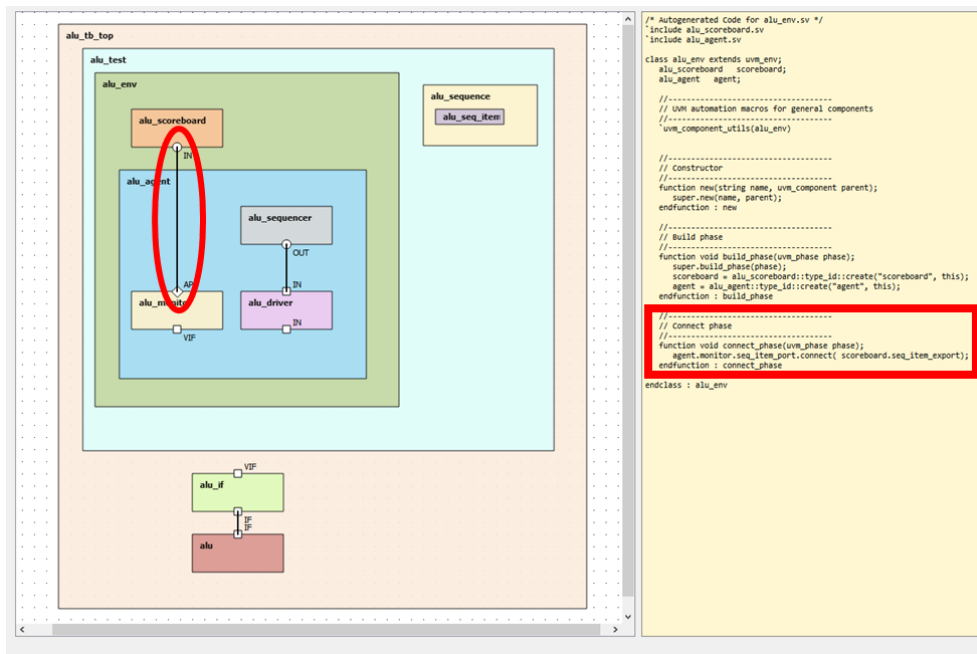 alu_tb_top
alu_test
alu_env
alu_scoreboard
IN
alu_agent
alu_sequencer
OUT
AP
IN
alu_monitor
alu_driver
VIF
IN
alu_sequence
alu_seq_item
VIF
alu_if
IF
IF
alu
/* Autogenerated Code for alu_env.sv */
`include alu_scoreboard.sv
`include alu_agent.sv
class alu_env extends uvm_env;
alu_scoreboard scoreboard;
alu_agent agent;
//-----------------------------------
// UVM automation macros for general components
//-----------------------------------
`uvm_component_utils(alu_env)
//-----------------------------------
// Constructor
//-----------------------------------
function new(string name, uvm_component parent);
super.new(name, parent);
endfunction : new
//-----------------------------------
// Build phase
//-----------------------------------
function void build_phase(uvm_phase phase);
super.build_phase(phase);
scoreboard = alu_scoreboard::type_id::create("scoreboard", this);
agent = alu_agent::type_id::create("agent", this);
endfunction : build_phase
//-----------------------------------
// Connect phase
//-----------------------------------
function void connect_phase(uvm_phase phase);
agent.monitor.seq_item_port.connect( scoreboard.seq_item_export);
endfunction : connect_phase
endclass : alu_env